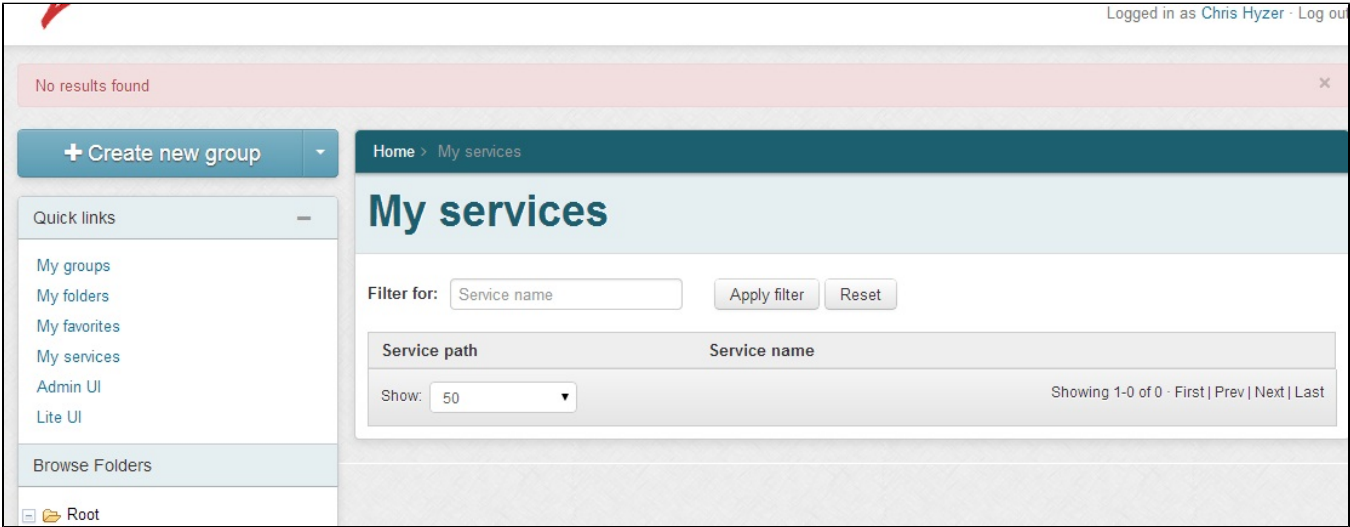 Logged in as Chris Hyzer · Log out
No results found ×
+ Create new group
Home > My services
Quick links
My services
My groups
My folders
My favorites
My services
Admin UI
Lite UI
Filter for: Service name Apply filter Reset
Service path Service name
Show: 50 Showing 1-0 of 0 · First | Prev | Next | Last
Browse Folders
Root